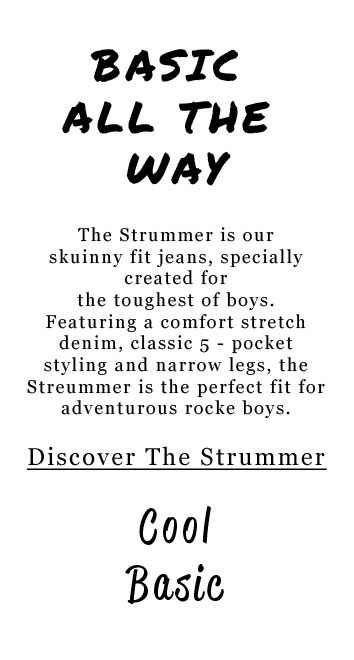 BASIC
ALL THE
WAY
The Strummer is our
skuinny fit jeans, specially
created for
the toughest of boys.
Featuring a comfort stretch
denim, classic 5 - pocket
styling and narrow legs, the
Streummer is the perfect fit for
adventurous rocke boys.
Discover The Strummer
Cool
Basic